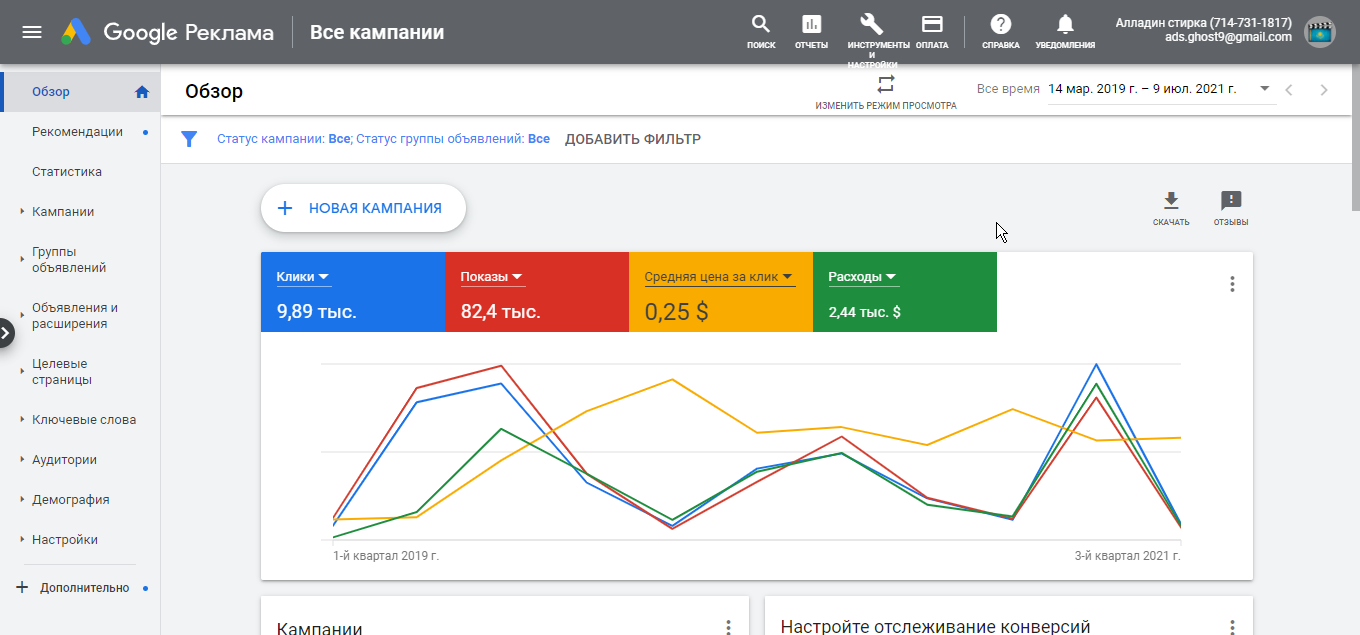 Google Реклама
Все кампании
ПОИСК
ОТЧЕТЫ
ИНСТРУМЕНТЫ
И
НАСТРОЙКИ
ОПЛАТА
СПРАВКА
УВЕДОМЛЕНИЯ
Алладин стирка (714-731-1817)
ads.ghost9@gmail.com
Обзор
Рекомендации
Статистика
Кампании
Группы
объявлений
Объявления и
расширения
Целевые
страницы
Ключевые слова
Аудитории
Демография
Настройки
Дополнительно
Обзор
ИЗМЕНИТЬ РЕЖИМ ПРОСМОТРА
Все время 14 мар. 2019 г. – 9 июл. 2021 г.
Статус кампании: Все; Статус группы объявлений: Все ДОБАВИТЬ ФИЛЬТР
НОВАЯ КАМПАНИЯ
СКАЧАТЬ
ОТЗЫВЫ
Клики
9,89 тыс.
Показы
82,4 тыс.
Средняя цена за клик
0,25 $
Расходы
2,44 тыс. $
1-й квартал 2019 г.
3-й квартал 2021 г.
Кампании
Настройте отслеживание конверсий